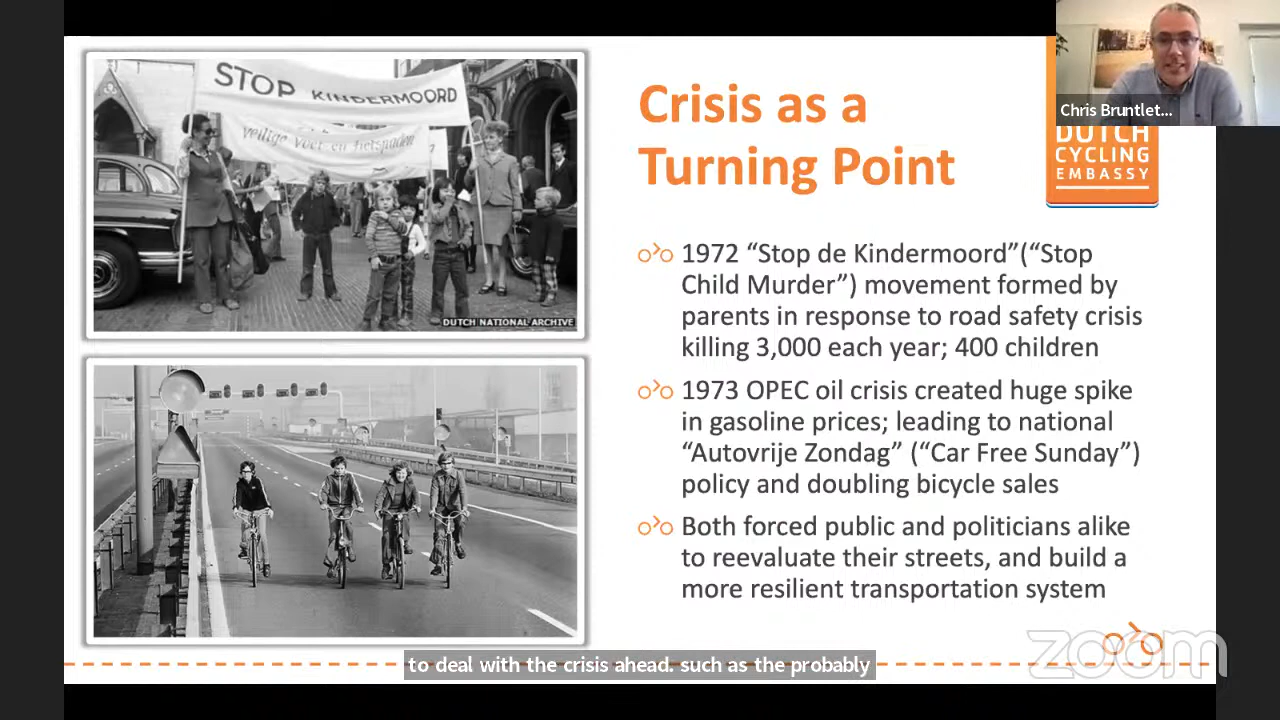 STOP KINDERMOORD
veilige voet en fietspaden
DUTCH NATIONAL ARCHIVE
Crisis as a
Turning Point
Chris Bruntlet...
DUTCH
CYCLING
EMBASSY
1972 “Stop de Kindermoord”(“Stop
Child Murder”) movement formed by
parents in response to road safety crisis
killing 3,000 each year; 400 children
1973 OPEC oil crisis created huge spike
in gasoline prices; leading to national
“Autovrije Zondag” (“Car Free Sunday”)
policy and doubling bicycle sales
Both forced public and politicians alike
to reevaluate their streets, and build a
more resilient transportation system
zoom
to deal with the crisis ahead. such as the probably